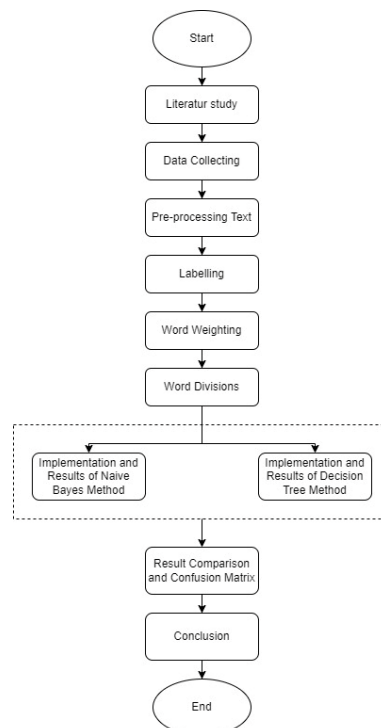 Start
Literatur study
Data Collecting
Pre-processing Text
Labelling
Word Weighting
Word Divisions
Implementation and
Results of Naive
Bayes Method
Implementation and
Results of Decision
Tree Method
Result Comparison
and Confusion Matrix
Conclusion
End